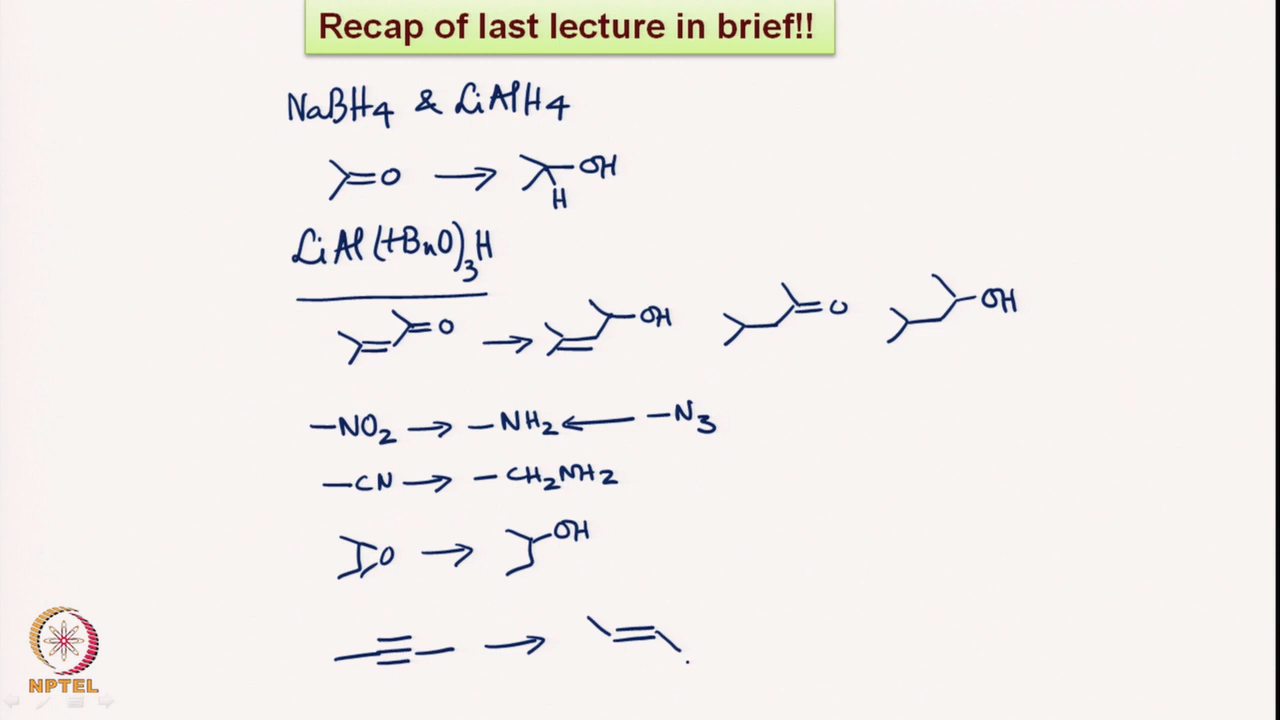 Recap of last lecture in brief!!
NaBH4 & LiAlH4
=O → OH
H
LiAl(tBuO)3H
=O → OH O OH
-NO2 → -NH2 ← -N3
-CN → -CH2NH2
O → OH
NPTEL